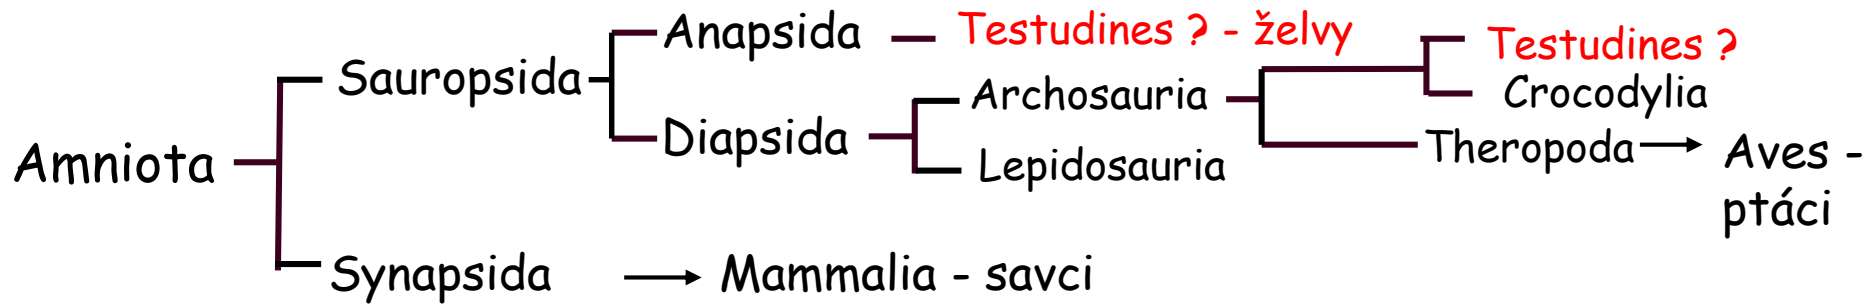 Anapsida - Testudines ? - želvy
Testudines ?
Sauropsida
Archosauria
Crocodylia
Diapsida
Theropoda
Aves -
ptáci
Amniota
Lepidosauria
Synapsida
Mammalia - savci